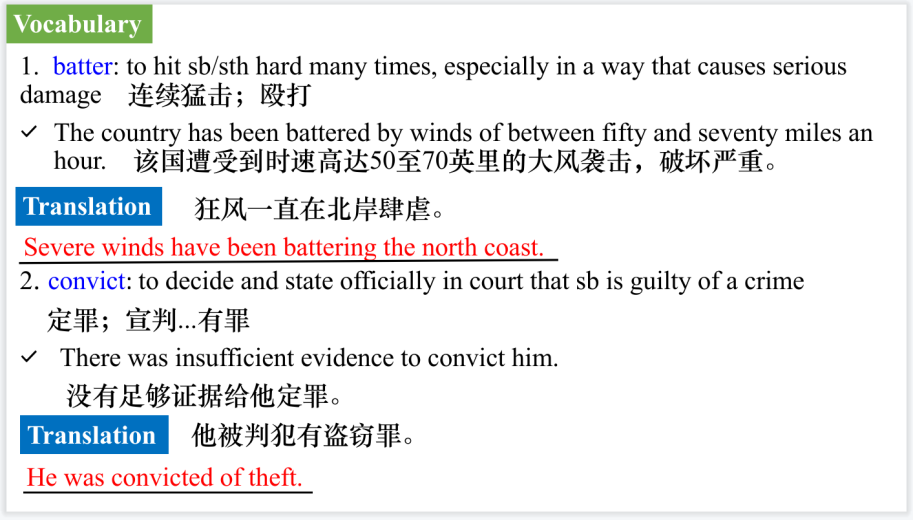 Vocabulary
1. batter: to hit sb/sth hard many times, especially in a way that causes serious
damage 连续猛击；殴打
✓ The country has been battered by winds of between fifty and seventy miles an
hour. 该国遭受到时速高达50至70英里的大风袭击，破坏严重。
Translation 狂风一直在北岸肆虐。
Severe winds have been battering the north coast.
2. convict: to decide and state officially in court that sb is guilty of a crime
定罪；宣判...有罪
✓ There was insufficient evidence to convict him.
没有足够证据给他定罪。
Translation 他被判犯有盗窃罪。
He was convicted of theft.